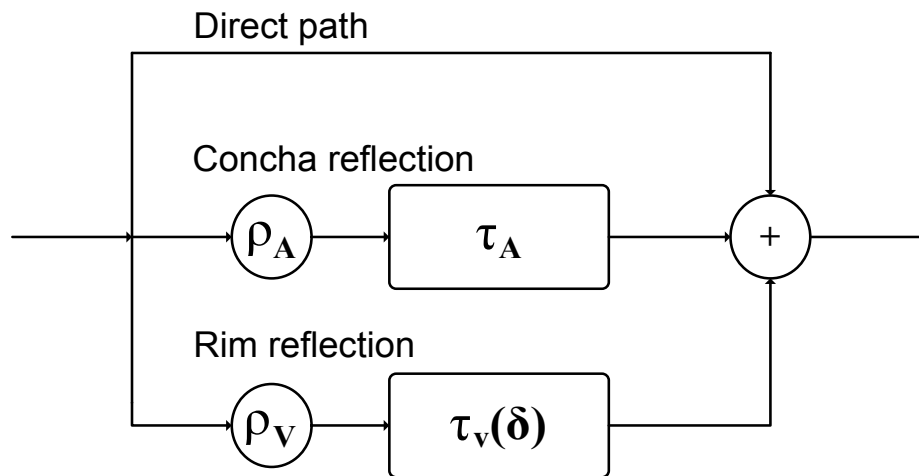 Direct path
Concha reflection
ρA
τA
+
Rim reflection
ρV
τv(δ)